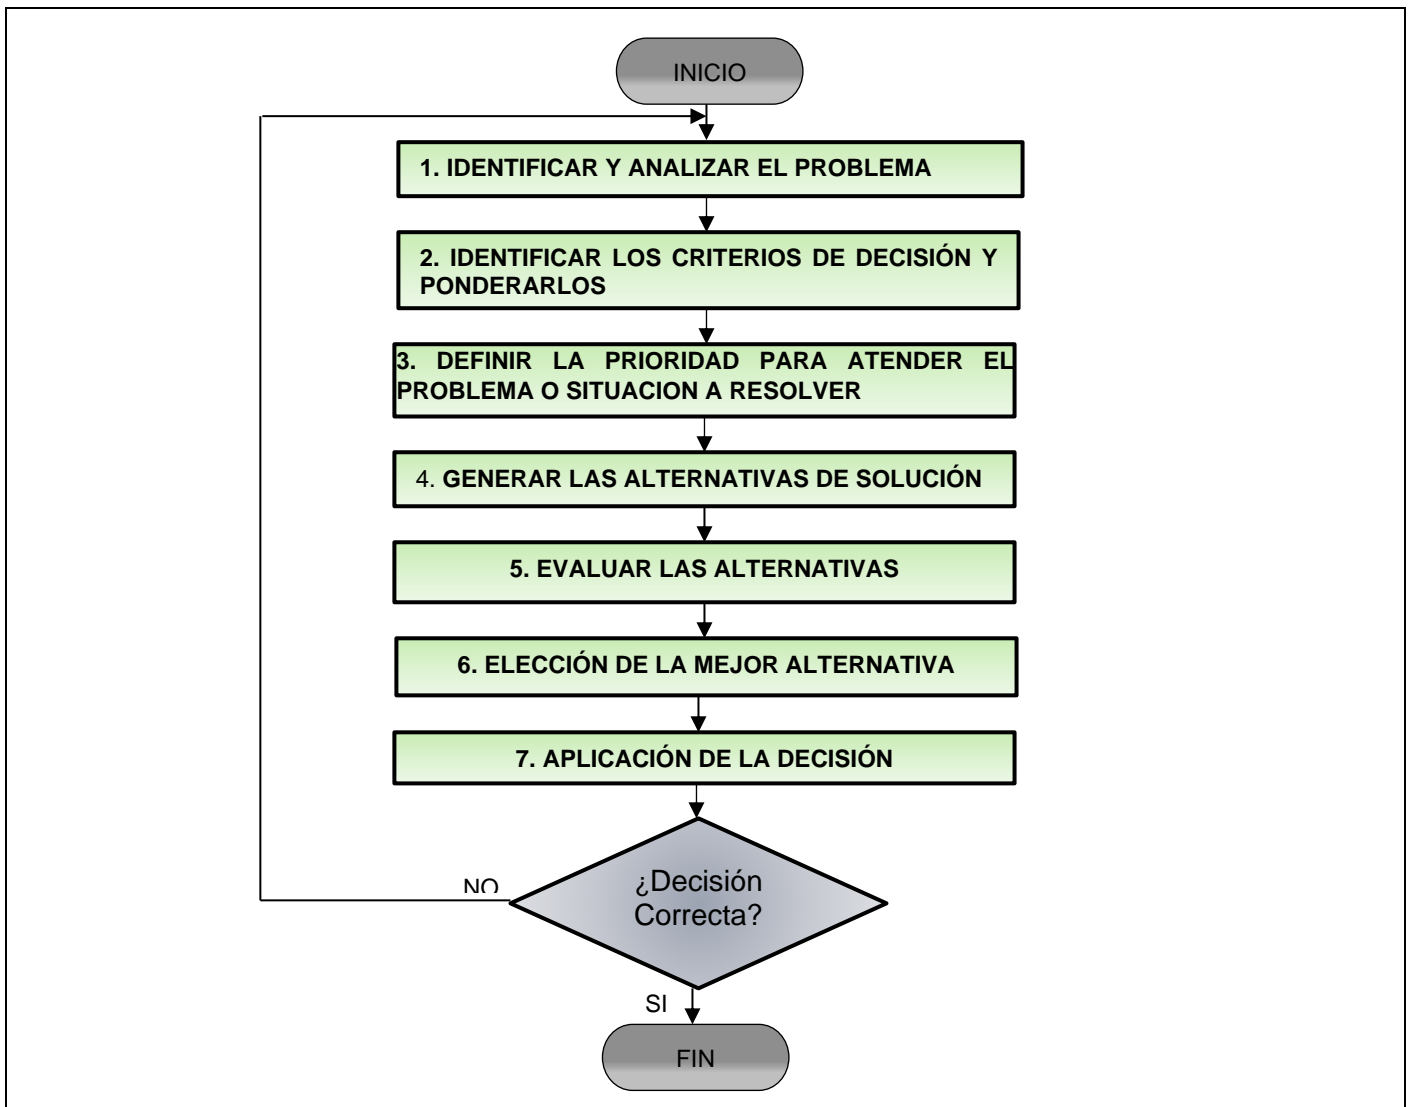 INICIO
1. IDENTIFICAR Y ANALIZAR EL PROBLEMA
2. IDENTIFICAR LOS CRITERIOS DE DECISIÓN Y
PONDERARLOS
3. DEFINIR LA PRIORIDAD PARA ATENDER EL
PROBLEMA O SITUACION A RESOLVER
4. GENERAR LAS ALTERNATIVAS DE SOLUCIÓN
5. EVALUAR LAS ALTERNATIVAS
6. ELECCIÓN DE LA MEJOR ALTERNATIVA
7. APLICACIÓN DE LA DECISIÓN
¿Decisión
Correcta?
NO
SI
FIN